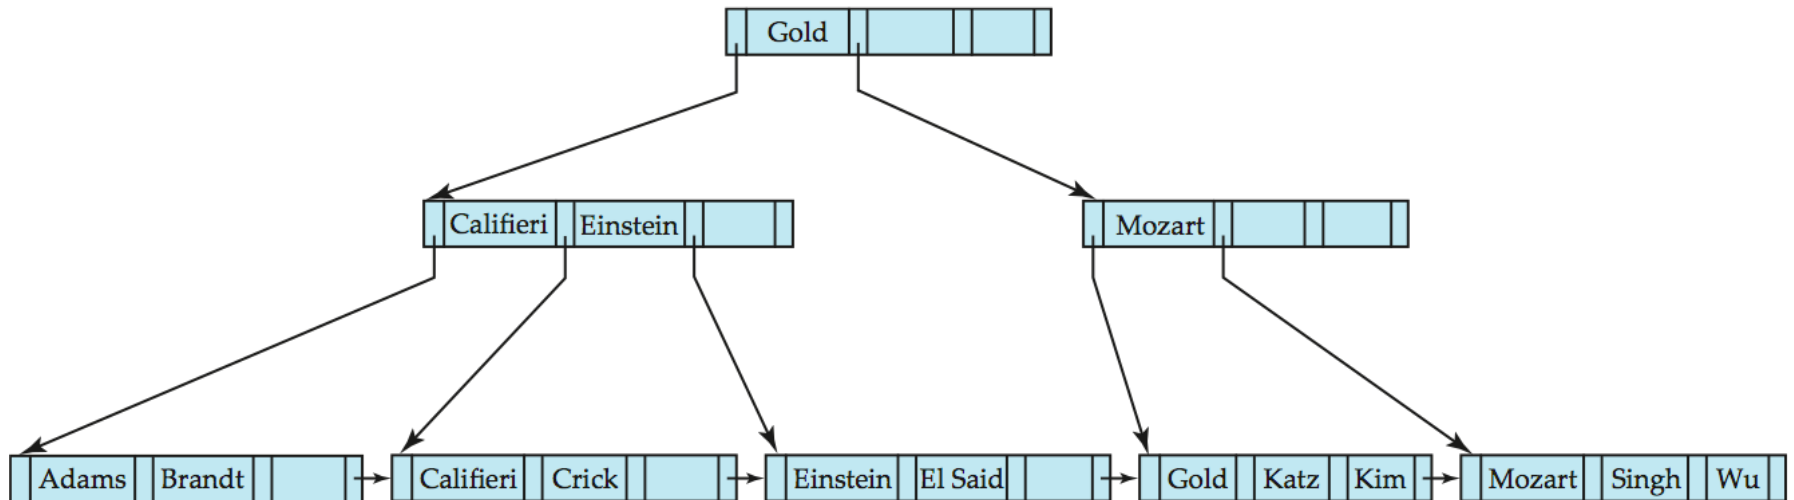 Gold
Califieri Einstein
Mozart
Adams Brandt
Califieri Crick
Einstein El Said
Gold Katz Kim
Mozart Singh Wu